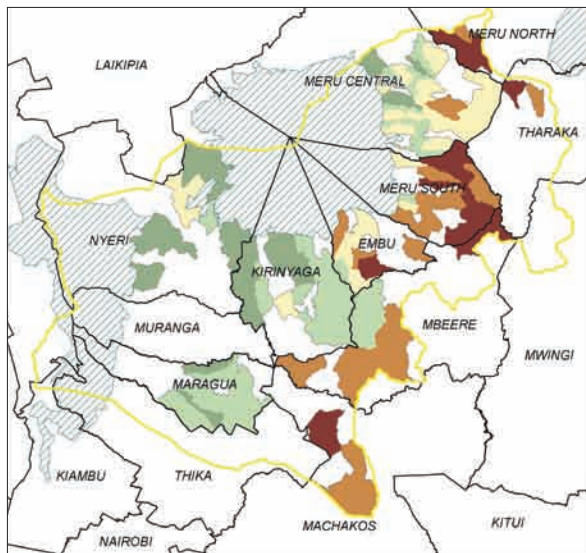 MERU NORTH
LAIKIPIA
MERU CENTRAL
THARAKA
MERU SOUTH
NYERI
EMBU
KIRINYAGA
MBEERE
MURANGA
MWINGI
MARAGUA
KIAMBU
THIKA
KITUI
MACHAKOS
NAIROBI